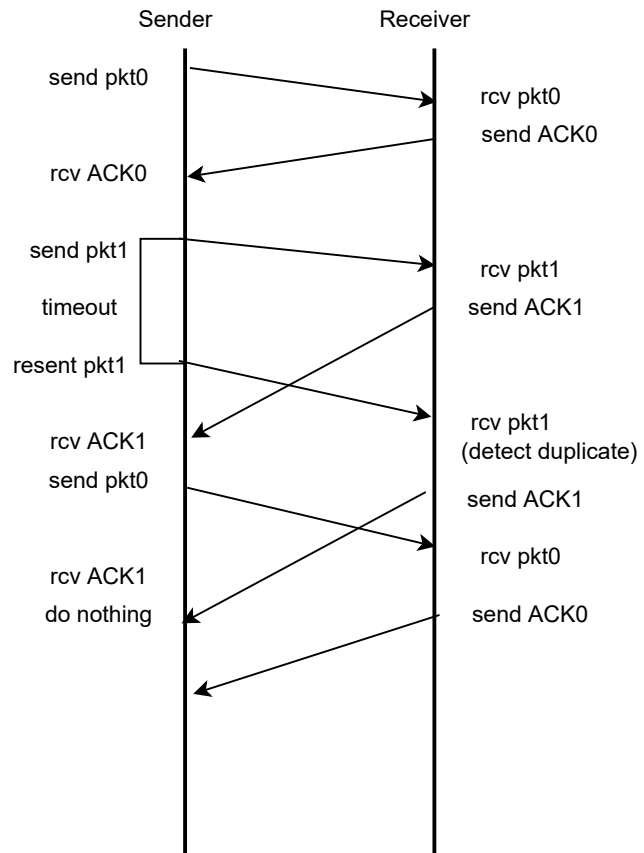 Sender
Receiver
send pkt0
rcv pkt0
send ACK0
rcv ACK0
send pkt1
rcv pkt1
timeout
send ACK1
resent pkt1
rcv pkt1
(detect duplicate)
rcv ACK1
send pkt0
send ACK1
rcv pkt0
rcv ACK1
do nothing
send ACK0